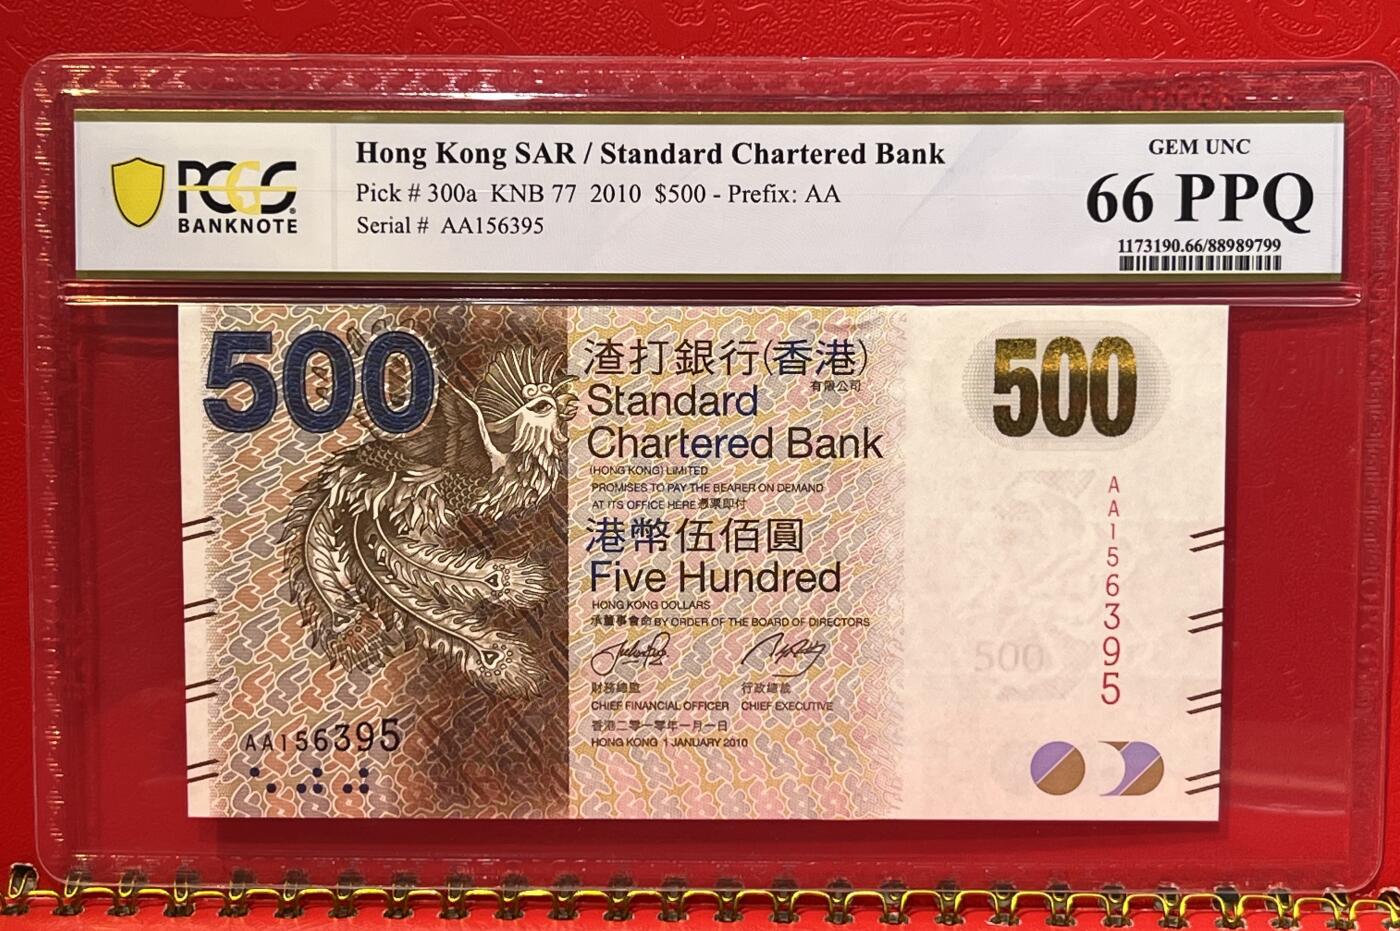 PCGS
BANKNOTE
Hong Kong SAR / Standard Chartered Bank
Pick # 300a KNB 77 2010 $500 - Prefix: AA
Serial # AA156395
GEM UNC
66 PPQ
1173190.66/88989799
500
渣打銀行(香港)
有限公司
Standard
Chartered Bank
(HONG KONG) LIMITED
PROMISES TO PAY THE BEARER ON DEMAND
AT ITS OFFICE HERE 憑票即付
港幣伍佰圓
Five Hundred
HONG KONG DOLLARS
承董事會命 BY ORDER OF THE BOARD OF DIRECTORS
財務總監 行政總裁
CHIEF FINANCIAL OFFICER CHIEF EXECUTIVE
香港二零一零年一月一日
HONG KONG 1 JANUARY 2010
AA156395
500
AA156395
500